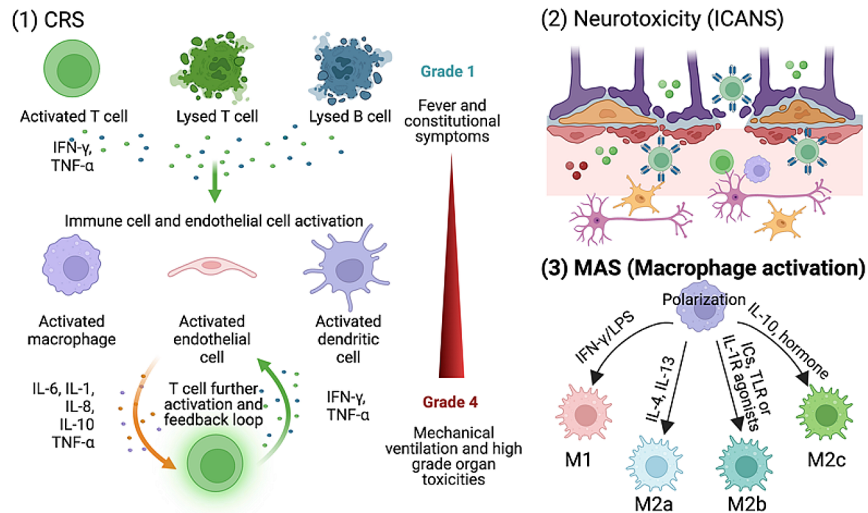 (1) CRS
Activated T cell
Lysed T cell
Lysed B cell
IFN-γ,
TNF-α
Immune cell and endothelial cell activation
Activated
macrophage
Activated
endothelial
cell
Activated
dendritic
cell
IL-6, IL-1,
IL-8,
IL-10
TNF-α
T cell further
activation and
feedback loop
IFN-γ,
TNF-α
Grade 1
Fever and
constitutional
symptoms
Grade 4
Mechanical
ventilation and high
grade organ
toxicities
(2) Neurotoxicity (ICANS)
(3) MAS (Macrophage activation)
Polarization
IFN-γ/LPS
IL-4, IL-13
ICs, TLR or
IL-1R agonists
IL-10, hormone
M1
M2a
M2b
M2c